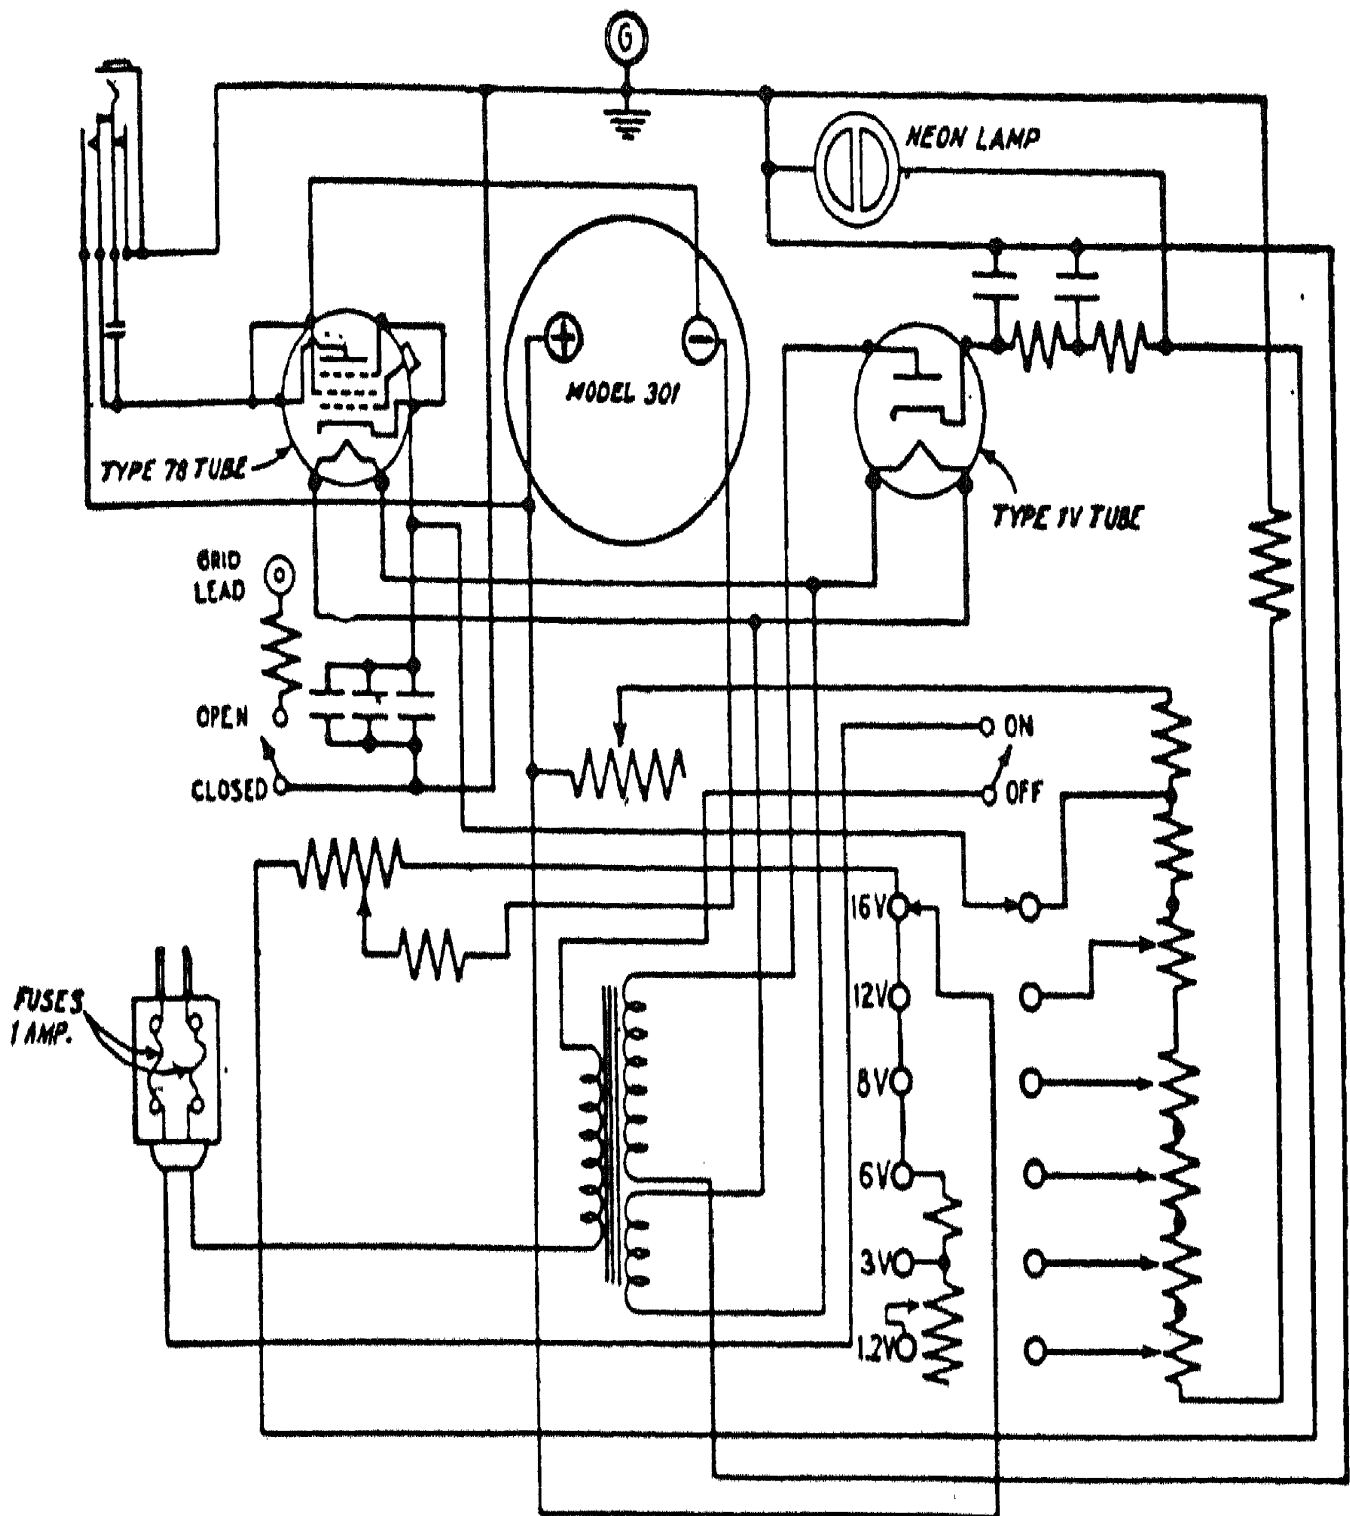 G
NEON LAMP
+
−
MODEL 301
TYPE 78 TUBE
TYPE 1V TUBE
GRID
LEAD
OPEN
CLOSED
ON
OFF
16V
12V
8V
6V
3V
1.2V
FUSES
1 AMP.